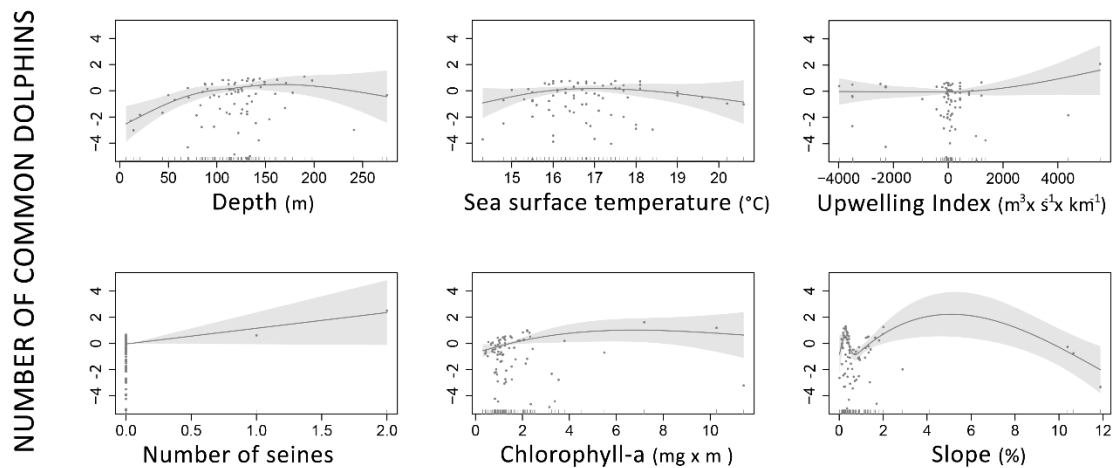 NUMBER OF COMMON DOLPHINS
4
2
0
-2
-4
0 50 100 150 200 250
Depth (m)
4
2
0
-2
-4
15 16 17 18 19 20
Sea surface temperature (°C)
4
2
0
-2
-4
-4000 -2000 0 2000 4000
Upwelling Index (m³x s⁻¹x km⁻¹)
4
2
0
-2
-4
0.0 0.5 1.0 1.5 2.0
Number of seines
4
2
0
-2
-4
0 2 4 6 8 10
Chlorophyll-a (mg x m )
4
2
0
-2
-4
0 2 4 6 8 10 12
Slope (%)